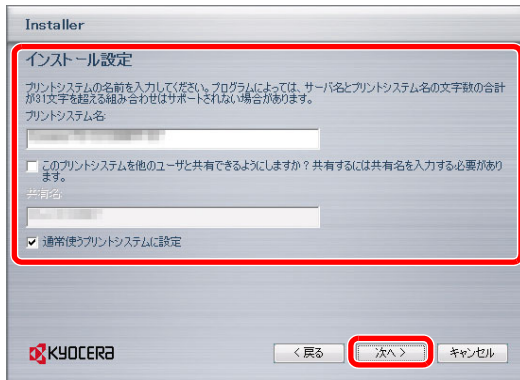 Installer
インストール設定
プリントシステムの名前を入力してください。プログラムによっては、サーバ名とプリントシステム名の文字数の合計
が31文字を超える組み合わせはサポートされない場合があります。
プリントシステム名:
このプリントシステムを他のユーザと共有できるようにしますか？共有するには共有名を入力する必要があり
ます。
共有名:
通常使うプリントシステムに設定
KYOCERA
< 戻る
次へ >
キャンセル